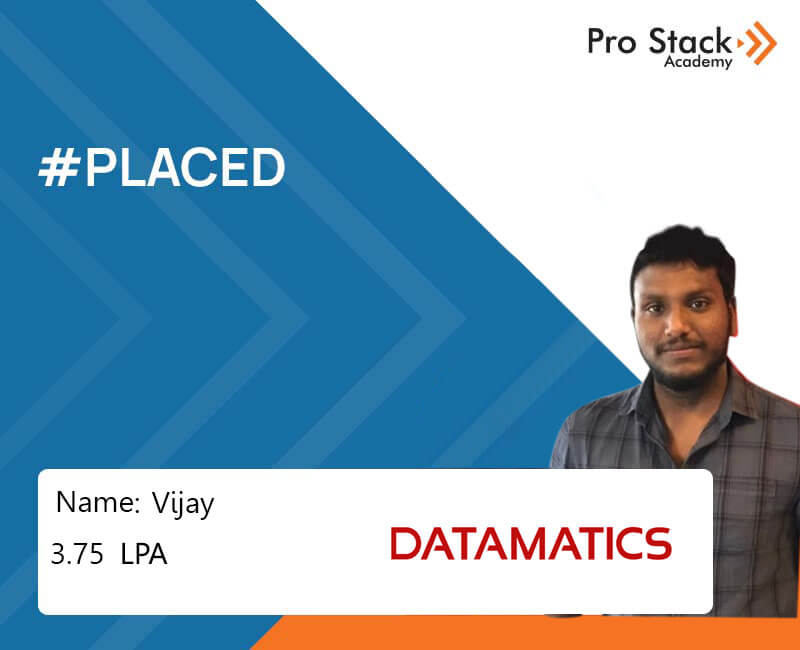 Pro Stack
Academy
#PLACED
Name: Vijay
3.75 LPA
DATAMATICS